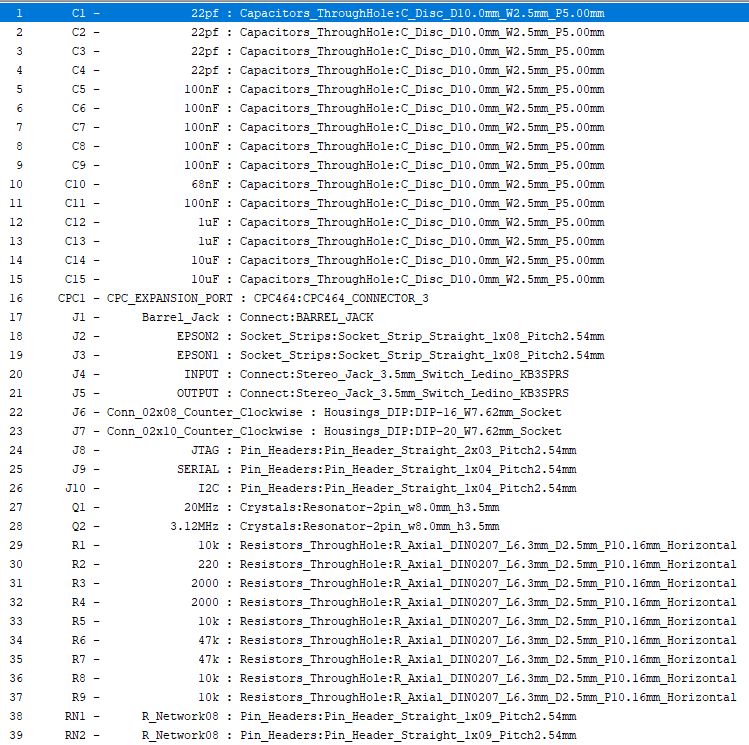 1 C1 - 22pf : Capacitors_ThroughHole:C_Disc_D10.0mm_W2.5mm_P5.00mm
2 C2 - 22pf : Capacitors_ThroughHole:C_Disc_D10.0mm_W2.5mm_P5.00mm
3 C3 - 22pf : Capacitors_ThroughHole:C_Disc_D10.0mm_W2.5mm_P5.00mm
4 C4 - 22pf : Capacitors_ThroughHole:C_Disc_D10.0mm_W2.5mm_P5.00mm
5 C5 - 100nF : Capacitors_ThroughHole:C_Disc_D10.0mm_W2.5mm_P5.00mm
6 C6 - 100nF : Capacitors_ThroughHole:C_Disc_D10.0mm_W2.5mm_P5.00mm
7 C7 - 100nF : Capacitors_ThroughHole:C_Disc_D10.0mm_W2.5mm_P5.00mm
8 C8 - 100nF : Capacitors_ThroughHole:C_Disc_D10.0mm_W2.5mm_P5.00mm
9 C9 - 100nF : Capacitors_ThroughHole:C_Disc_D10.0mm_W2.5mm_P5.00mm
10 C10 - 68nF : Capacitors_ThroughHole:C_Disc_D10.0mm_W2.5mm_P5.00mm
11 C11 - 100nF : Capacitors_ThroughHole:C_Disc_D10.0mm_W2.5mm_P5.00mm
12 C12 - 1uF : Capacitors_ThroughHole:C_Disc_D10.0mm_W2.5mm_P5.00mm
13 C13 - 1uF : Capacitors_ThroughHole:C_Disc_D10.0mm_W2.5mm_P5.00mm
14 C14 - 10uF : Capacitors_ThroughHole:C_Disc_D10.0mm_W2.5mm_P5.00mm
15 C15 - 10uF : Capacitors_ThroughHole:C_Disc_D10.0mm_W2.5mm_P5.00mm
16 CPC1 - CPC_EXPANSION_PORT : CPC464:CPC464_CONNECTOR_3
17 J1 - Barrel_Jack : Connect:BARREL_JACK
18 J2 - EPSON2 : Socket_Strips:Socket_Strip_Straight_1x08_Pitch2.54mm
19 J3 - EPSON1 : Socket_Strips:Socket_Strip_Straight_1x08_Pitch2.54mm
20 J4 - INPUT : Connect:Stereo_Jack_3.5mm_Switch_Ledino_KB3SPRS
21 J5 - OUTPUT : Connect:Stereo_Jack_3.5mm_Switch_Ledino_KB3SPRS
22 J6 - Conn_02x08_Counter_Clockwise : Housings_DIP:DIP-16_W7.62mm_Socket
23 J7 - Conn_02x10_Counter_Clockwise : Housings_DIP:DIP-20_W7.62mm_Socket
24 J8 - JTAG : Pin_Headers:Pin_Header_Straight_2x03_Pitch2.54mm
25 J9 - SERIAL : Pin_Headers:Pin_Header_Straight_1x04_Pitch2.54mm
26 J10 - I2C : Pin_Headers:Pin_Header_Straight_1x04_Pitch2.54mm
27 Q1 - 20MHz : Crystals:Resonator-2pin_w8.0mm_h3.5mm
28 Q2 - 3.12MHz : Crystals:Resonator-2pin_w8.0mm_h3.5mm
29 R1 - 10k : Resistors_ThroughHole:R_Axial_DIN0207_L6.3mm_D2.5mm_P10.16mm_Horizontal
30 R2 - 220 : Resistors_ThroughHole:R_Axial_DIN0207_L6.3mm_D2.5mm_P10.16mm_Horizontal
31 R3 - 2000 : Resistors_ThroughHole:R_Axial_DIN0207_L6.3mm_D2.5mm_P10.16mm_Horizontal
32 R4 - 2000 : Resistors_ThroughHole:R_Axial_DIN0207_L6.3mm_D2.5mm_P10.16mm_Horizontal
33 R5 - 10k : Resistors_ThroughHole:R_Axial_DIN0207_L6.3mm_D2.5mm_P10.16mm_Horizontal
34 R6 - 47k : Resistors_ThroughHole:R_Axial_DIN0207_L6.3mm_D2.5mm_P10.16mm_Horizontal
35 R7 - 47k : Resistors_ThroughHole:R_Axial_DIN0207_L6.3mm_D2.5mm_P10.16mm_Horizontal
36 R8 - 10k : Resistors_ThroughHole:R_Axial_DIN0207_L6.3mm_D2.5mm_P10.16mm_Horizontal
37 R9 - 10k : Resistors_ThroughHole:R_Axial_DIN0207_L6.3mm_D2.5mm_P10.16mm_Horizontal
38 RN1 - R_Network08 : Pin_Headers:Pin_Header_Straight_1x09_Pitch2.54mm
39 RN2 - R_Network08 : Pin_Headers:Pin_Header_Straight_1x09_Pitch2.54mm